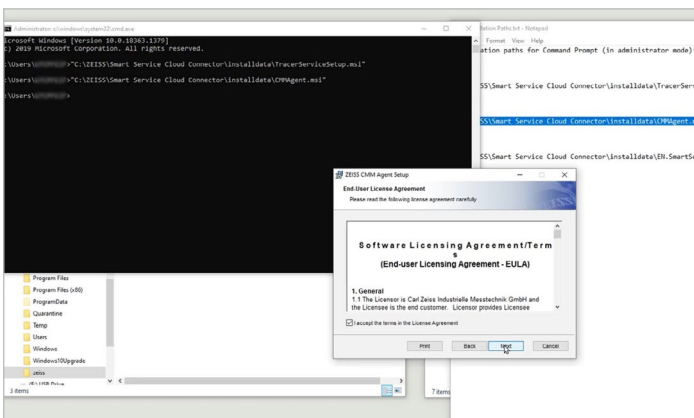 Administrator: c:\windows\system32\cmd.exe
icrosoft Windows [Version 10.0.18363.1379]
c) 2019 Microsoft Corporation. All rights reserved.
:\Users\ >"C:\ZEISS\Smart Service Cloud Connector\installdata\TracerServiceSetup.msi"
:\Users\ >"C:\ZEISS\Smart Service Cloud Connector\installdata\CMMAgent.msi"
:\Users\ >
llation Paths.txt - Notepad
Format View Help
ation paths for Command Prompt (in administrator mode)
SS\Smart Service Cloud Connector\installdata\TracerServ
SS\Smart Service Cloud Connector\installdata\CMMAgent.m
SS\Smart Service Cloud Connector\installdata\EN.SmartSe
ZEISS CMM Agent Setup
End-User License Agreement
Please read the following license agreement carefully
Software Licensing Agreement/Term
s
(End-user Licensing Agreement - EULA)
1. General
1.1 The Licensor is Carl Zeiss Industrielle Messtechnik GmbH and
the Licensee is the end customer. Licensor provides Licensee
I accept the terms in the License Agreement
Print Back Next Cancel
Program Files
Program Files (x86)
ProgramData
Quarantine
Temp
Users
Windows
Windows10Upgrade
zeiss
USB Drive
3 items
7 items